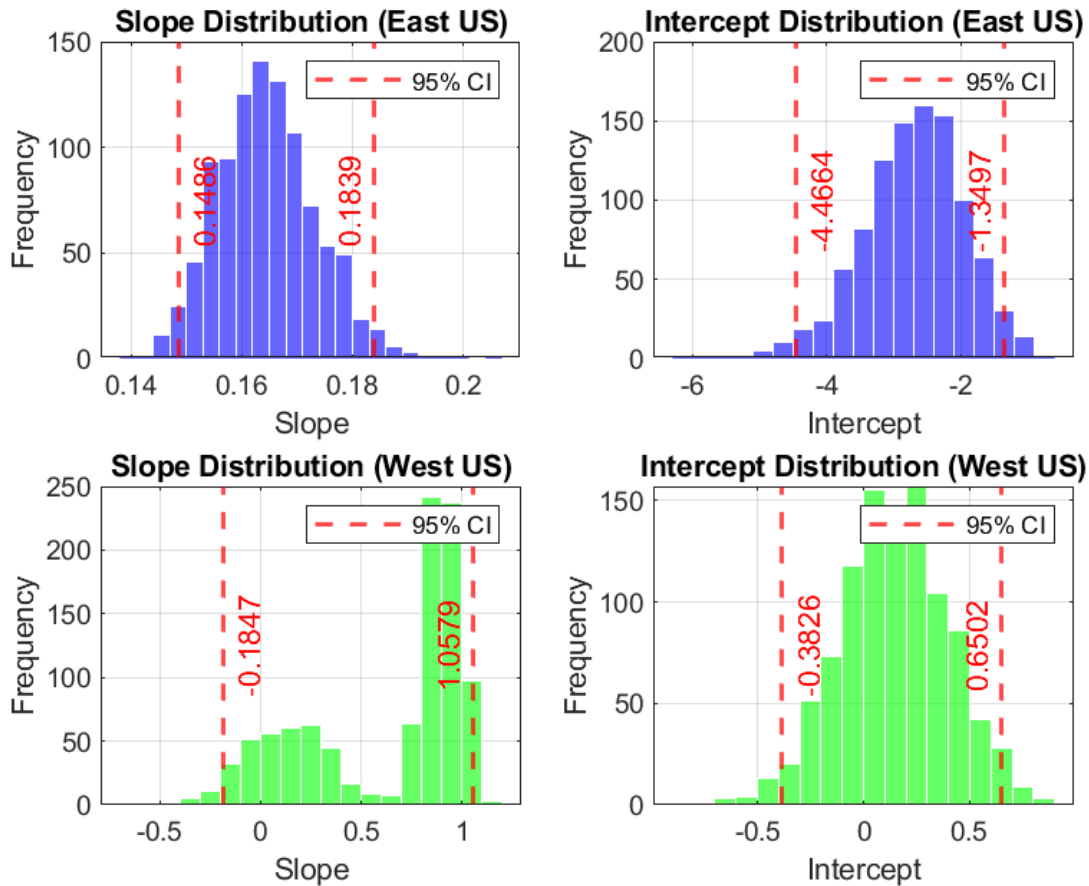 Slope Distribution (East US)
150
100
50
0
Frequency
0.14
0.16
0.18
0.2
Slope
95% CI
0.1486
0.1839
Intercept Distribution (East US)
200
150
100
50
0
Frequency
-6
-4
-2
Intercept
95% CI
-4.4664
-1.3497
Slope Distribution (West US)
250
200
150
100
50
0
Frequency
-0.5
0
0.5
1
Slope
95% CI
-0.1847
1.0579
Intercept Distribution (West US)
150
100
50
0
Frequency
-0.5
0
0.5
Intercept
95% CI
-0.3826
0.6502